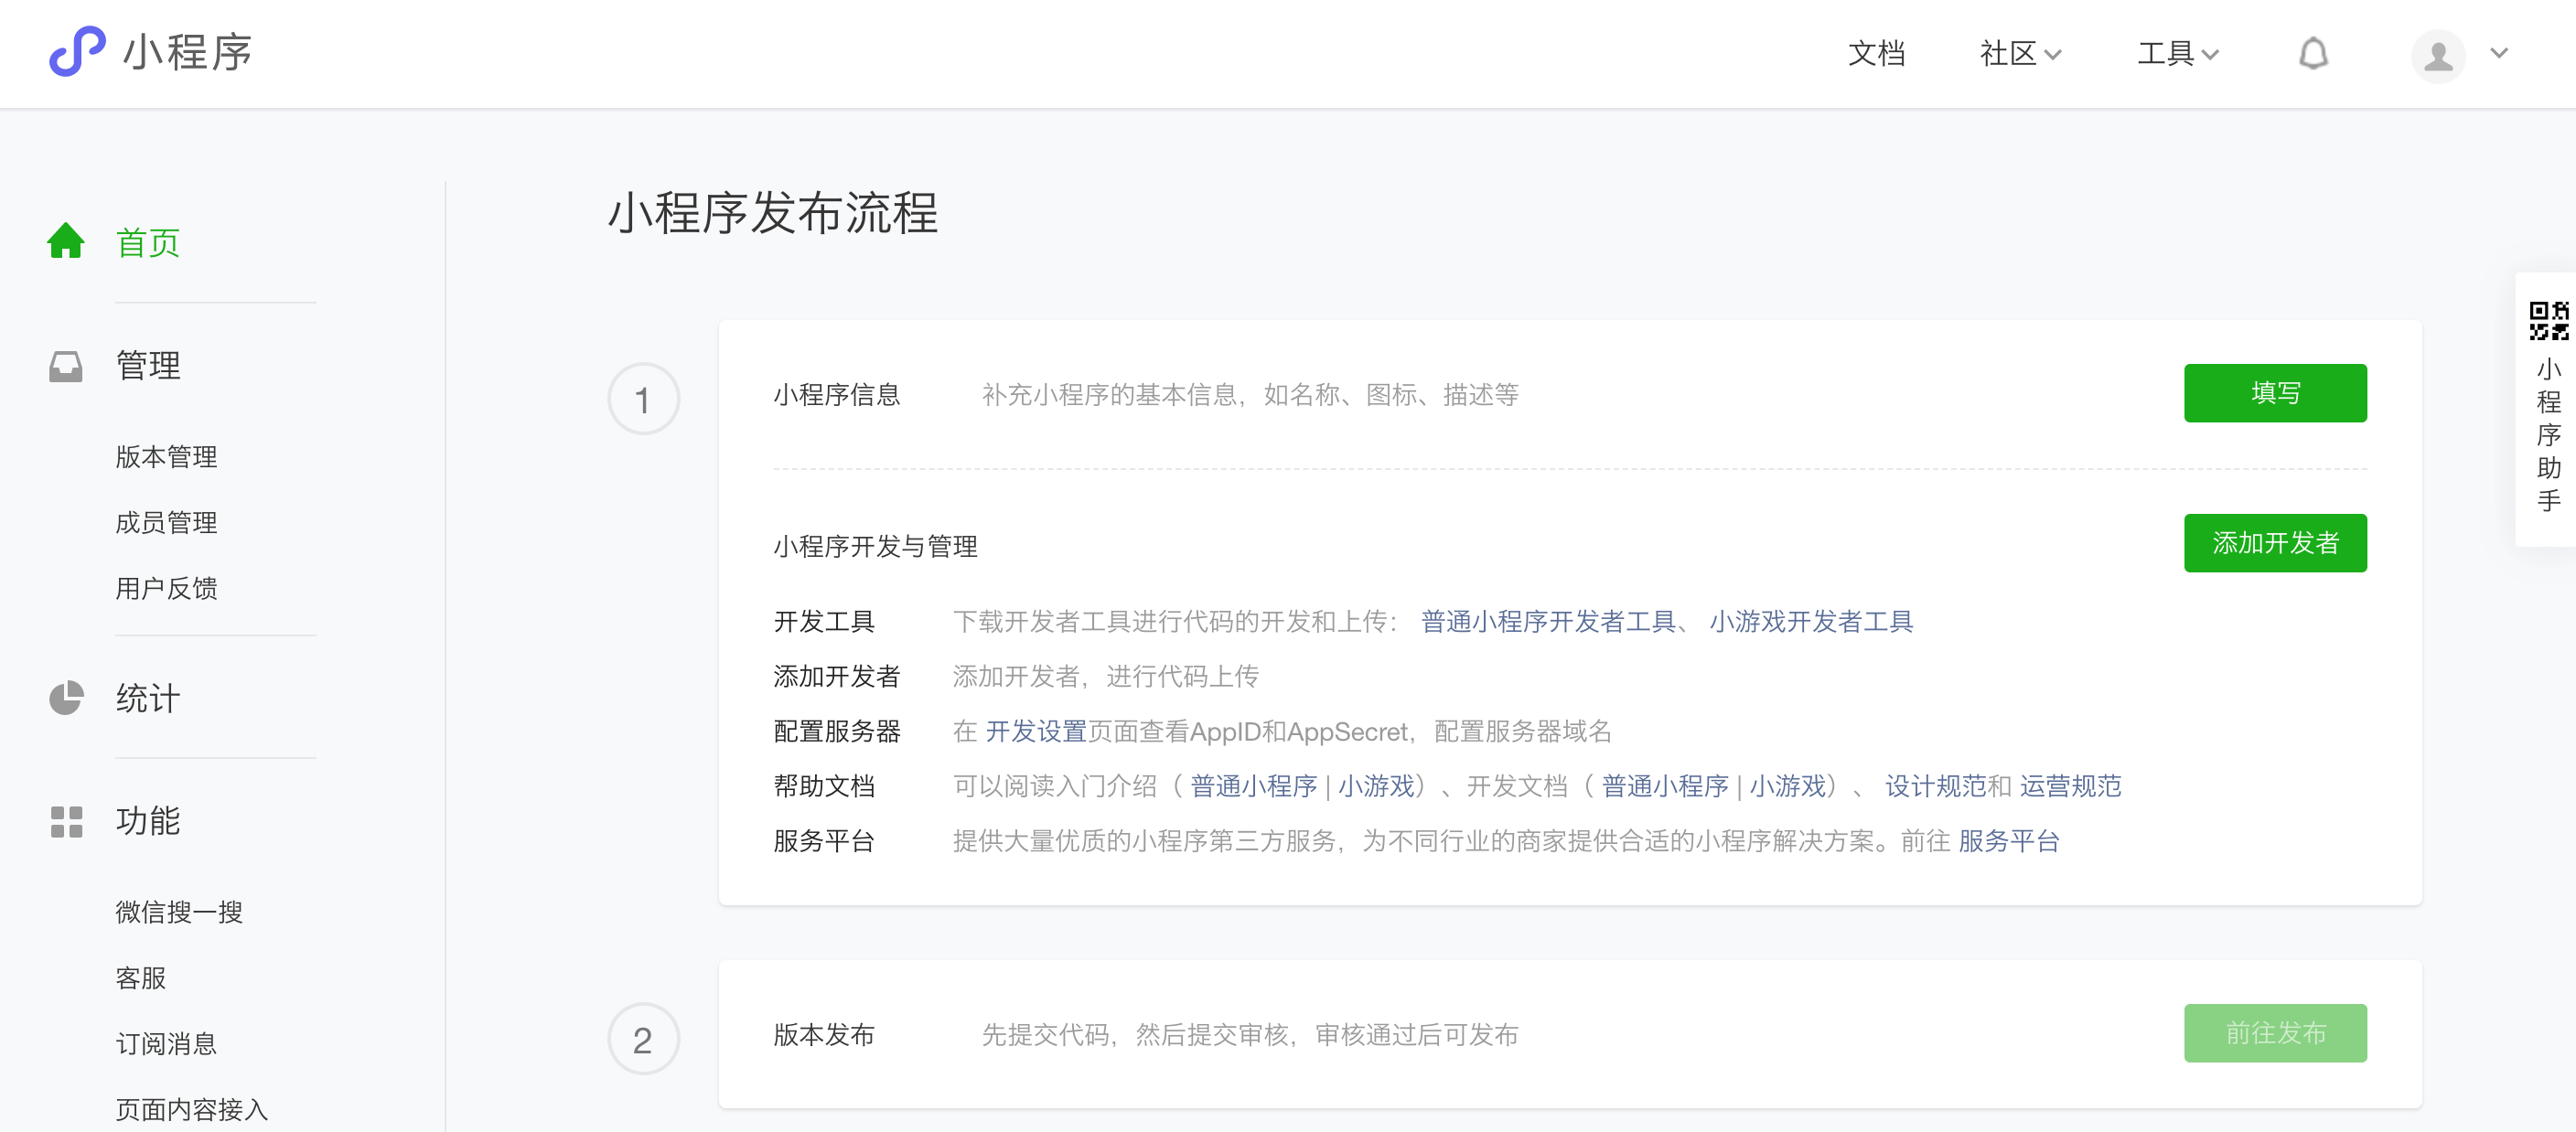 小程序
文档 社区 工具
首页
管理
版本管理
成员管理
用户反馈
统计
功能
微信搜一搜
客服
订阅消息
页面内容接入
小程序发布流程
1
小程序信息 补充小程序的基本信息，如名称、图标、描述等 填写
小程序开发与管理 添加开发者
开发工具 下载开发者工具进行代码的开发和上传： 普通小程序开发者工具、 小游戏开发者工具
添加开发者 添加开发者，进行代码上传
配置服务器 在 开发设置页面查看AppID和AppSecret，配置服务器域名
帮助文档 可以阅读入门介绍（ 普通小程序 | 小游戏）、开发文档（ 普通小程序 | 小游戏）、 设计规范和 运营规范
服务平台 提供大量优质的小程序第三方服务，为不同行业的商家提供合适的小程序解决方案。前往 服务平台
2
版本发布 先提交代码，然后提交审核，审核通过后可发布 前往发布
小程序助手